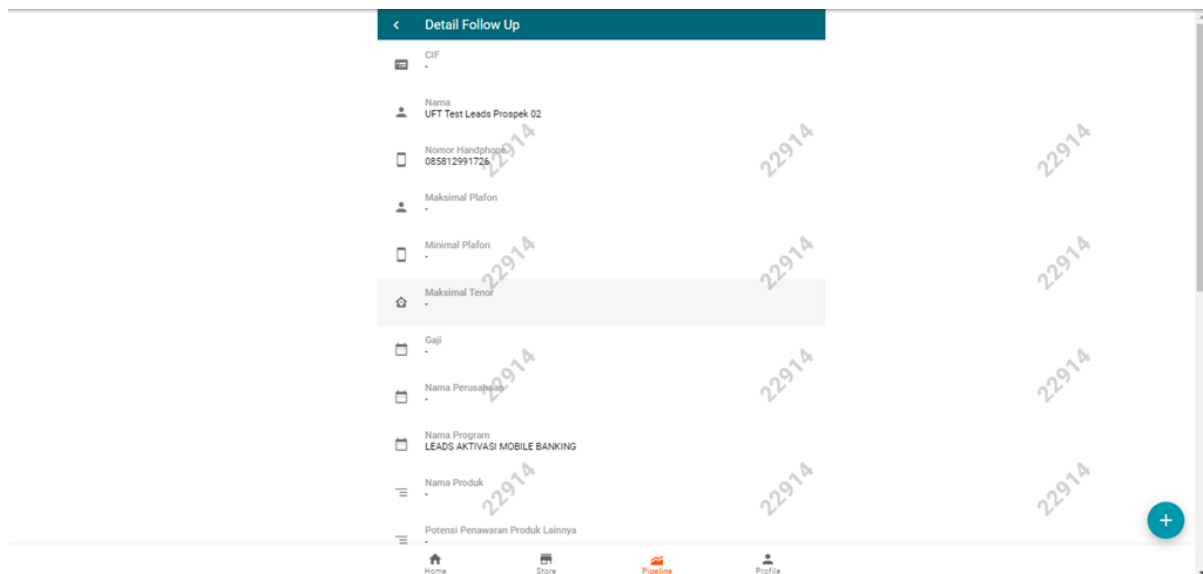 Detail Follow Up
CIF
-
Nama
UFT Test Leads Prospek 02
Nomor Handphone
085812991726
22914
22914
22914
Maksimal Plafon
-
Minimal Plafon
-
22914
22914
22914
Maksimal Tenor
-
Gaji
-
Nama Perusahaan
-
22914
22914
22914
Nama Program
LEADS AKTIVASI MOBILE BANKING
Nama Produk
-
22914
22914
22914
Potensi Penawaran Produk Lainnya
-
Home
Store
Pipeline
Profile